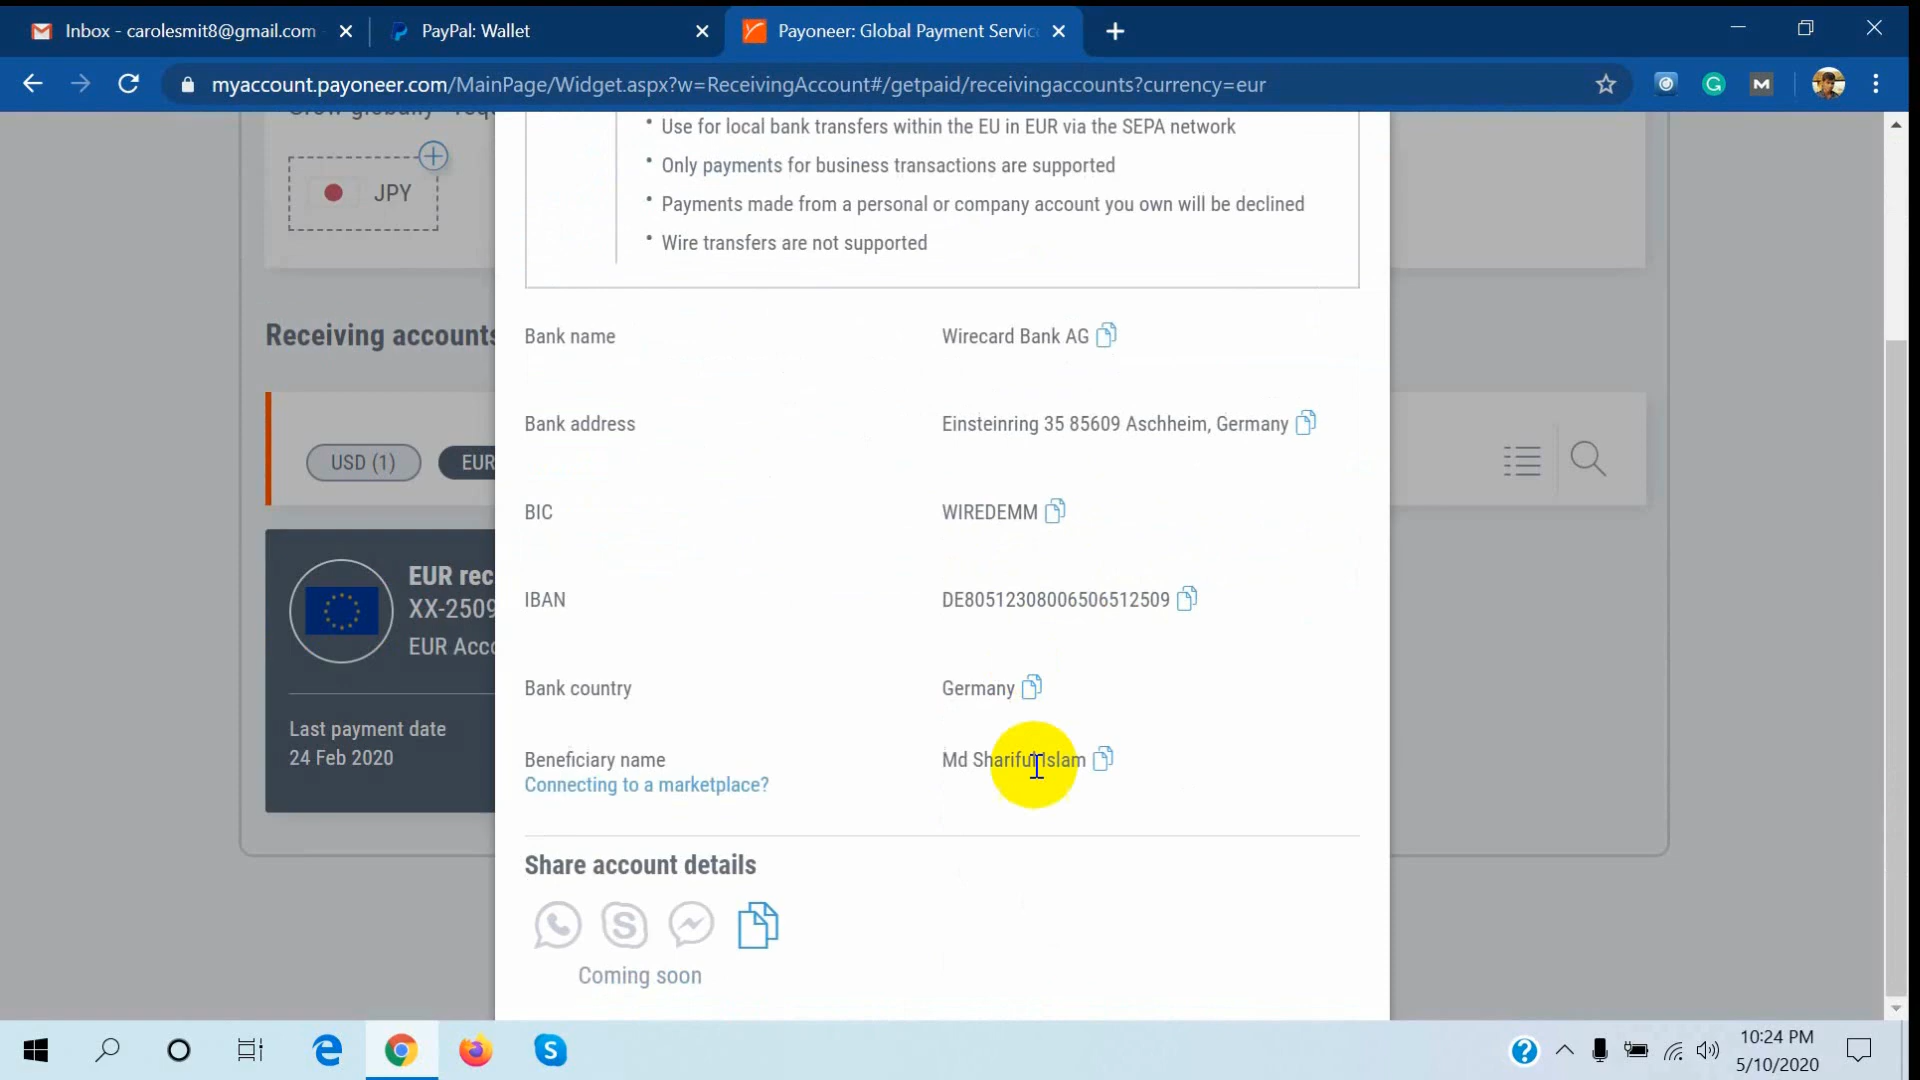 Inbox - carolesmit8@gmail.com
PayPal: Wallet
Payoneer: Global Payment Servic
myaccount.payoneer.com/MainPage/Widget.aspx?w=ReceivingAccount#/getpaid/receivingaccounts?currency=eur
JPY
• Use for local bank transfers within the EU in EUR via the SEPA network
• Only payments for business transactions are supported
• Payments made from a personal or company account you own will be declined
• Wire transfers are not supported
Receiving accounts
USD (1)
EUR
EUR rec
XX-2509
EUR Acco
Last payment date
24 Feb 2020
Bank name
Wirecard Bank AG
Bank address
Einsteinring 35 85609 Aschheim, Germany
BIC
WIREDEMM
IBAN
DE80512308006506512509
Bank country
Germany
Beneficiary name
Md Shariful Islam
Connecting to a marketplace?
Share account details
Coming soon
10:24 PM
5/10/2020